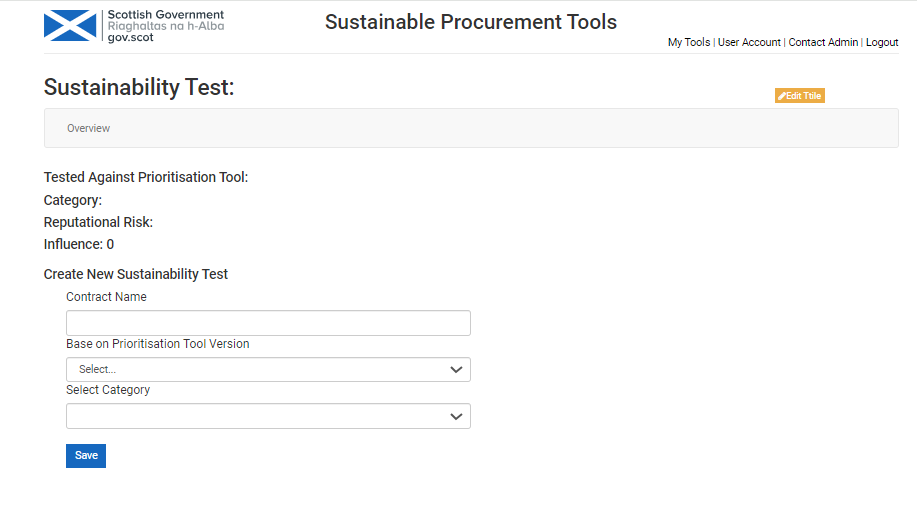 Scottish Government
Riaghaltas na h-Alba
gov.scot
Sustainable Procurement Tools
My Tools | User Account | Contact Admin | Logout
Sustainability Test:
Edit Ttile
Overview
Tested Against Prioritisation Tool:
Category:
Reputational Risk:
Influence: 0
Create New Sustainability Test
Contract Name
Base on Prioritisation Tool Version
Select...
Select Category
Save